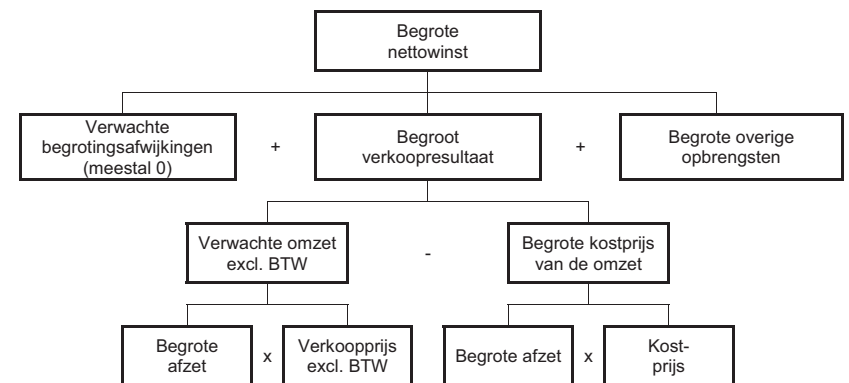 Begrote
nettowinst
Verwachte
begrotingsafwijkingen
(meestal 0)
+
Begroot
verkoopresultaat
+
Begrote overige
opbrengsten
Verwachte omzet
excl. BTW
-
Begrote kostprijs
van de omzet
Begrote
afzet
x
Verkoopprijs
excl. BTW
Begrote afzet
x
Kost-
prijs